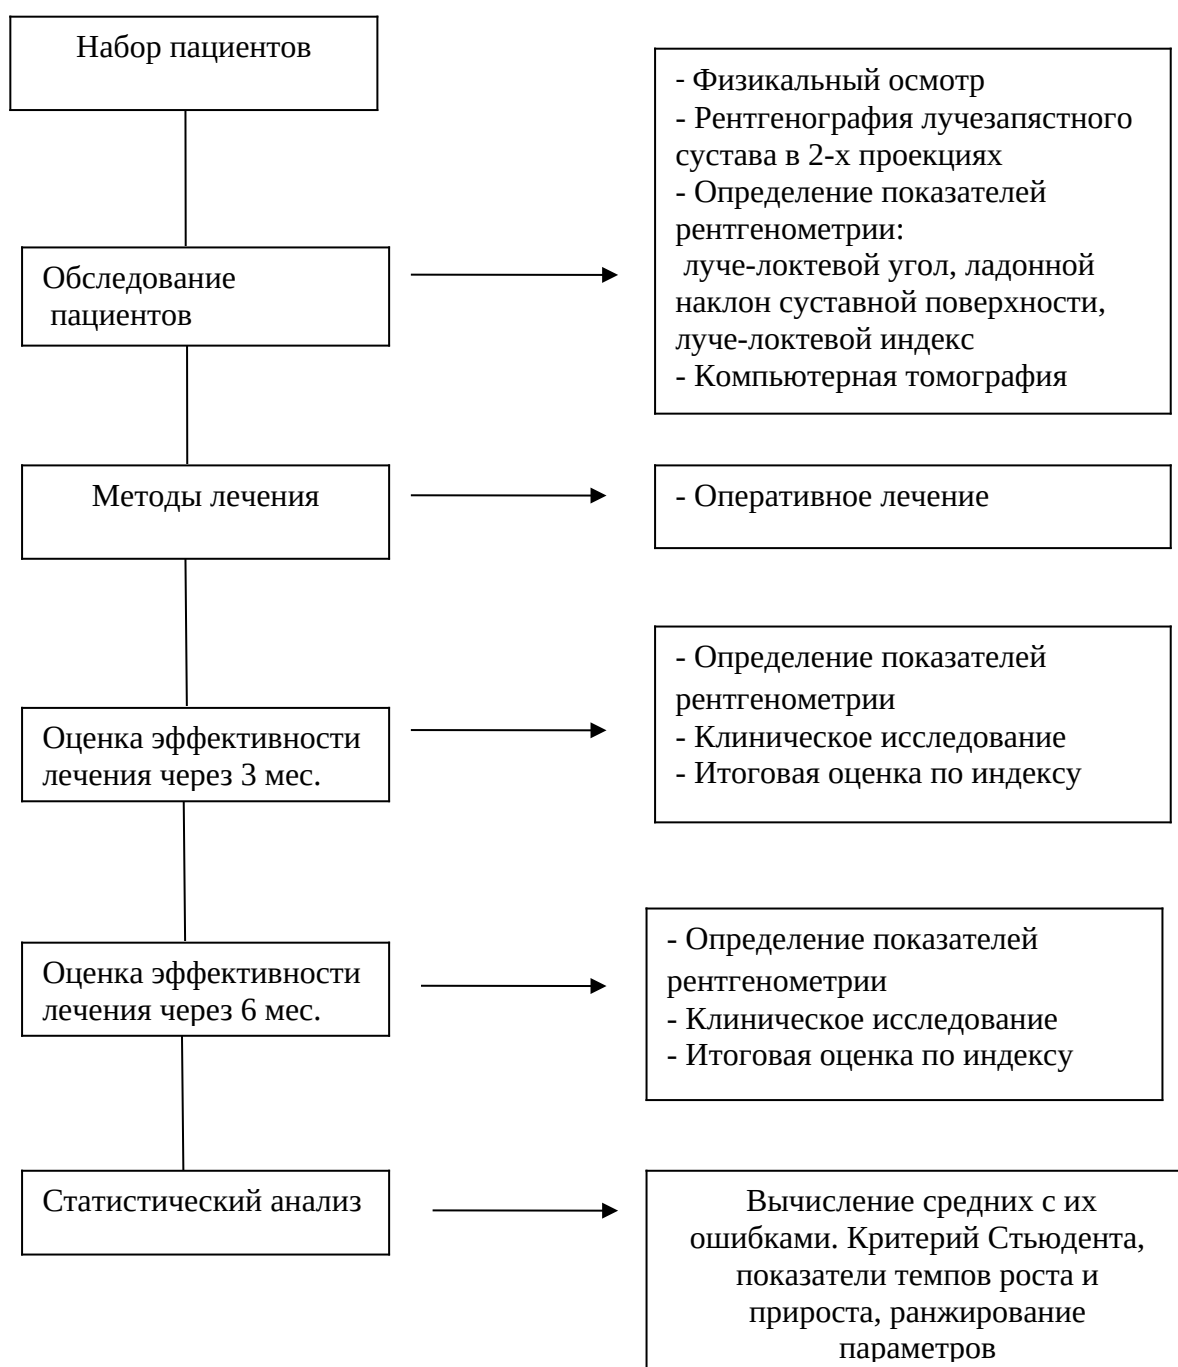 Набор пациентов
- Физикальный осмотр
- Рентгенография лучезапястного
сустава в 2-х проекциях
- Определение показателей
рентгенометрии:
луче-локтевой угол, ладонной
наклон суставной поверхности,
луче-локтевой индекс
- Компьютерная томография
Обследование
пациентов
Методы лечения
- Оперативное лечение
Оценка эффективности
лечения через 3 мес.
- Определение показателей
рентгенометрии
- Клиническое исследование
- Итоговая оценка по индексу
Оценка эффективности
лечения через 6 мес.
- Определение показателей
рентгенометрии
- Клиническое исследование
- Итоговая оценка по индексу
Статистический анализ
Вычисление средних с их
ошибками. Критерий Стьюдента,
показатели темпов роста и
прироста, ранжирование
параметров